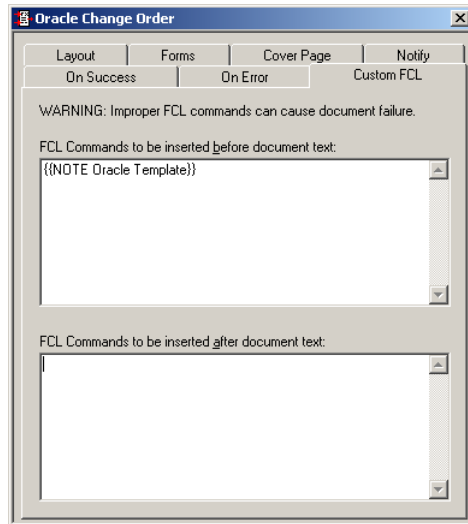 Oracle Change Order
Layout Forms Cover Page Notify
On Success On Error Custom FCL
WARNING: Improper FCL commands can cause document failure.
FCL Commands to be inserted before document text:
{{NOTE Oracle Template}}
FCL Commands to be inserted after document text: